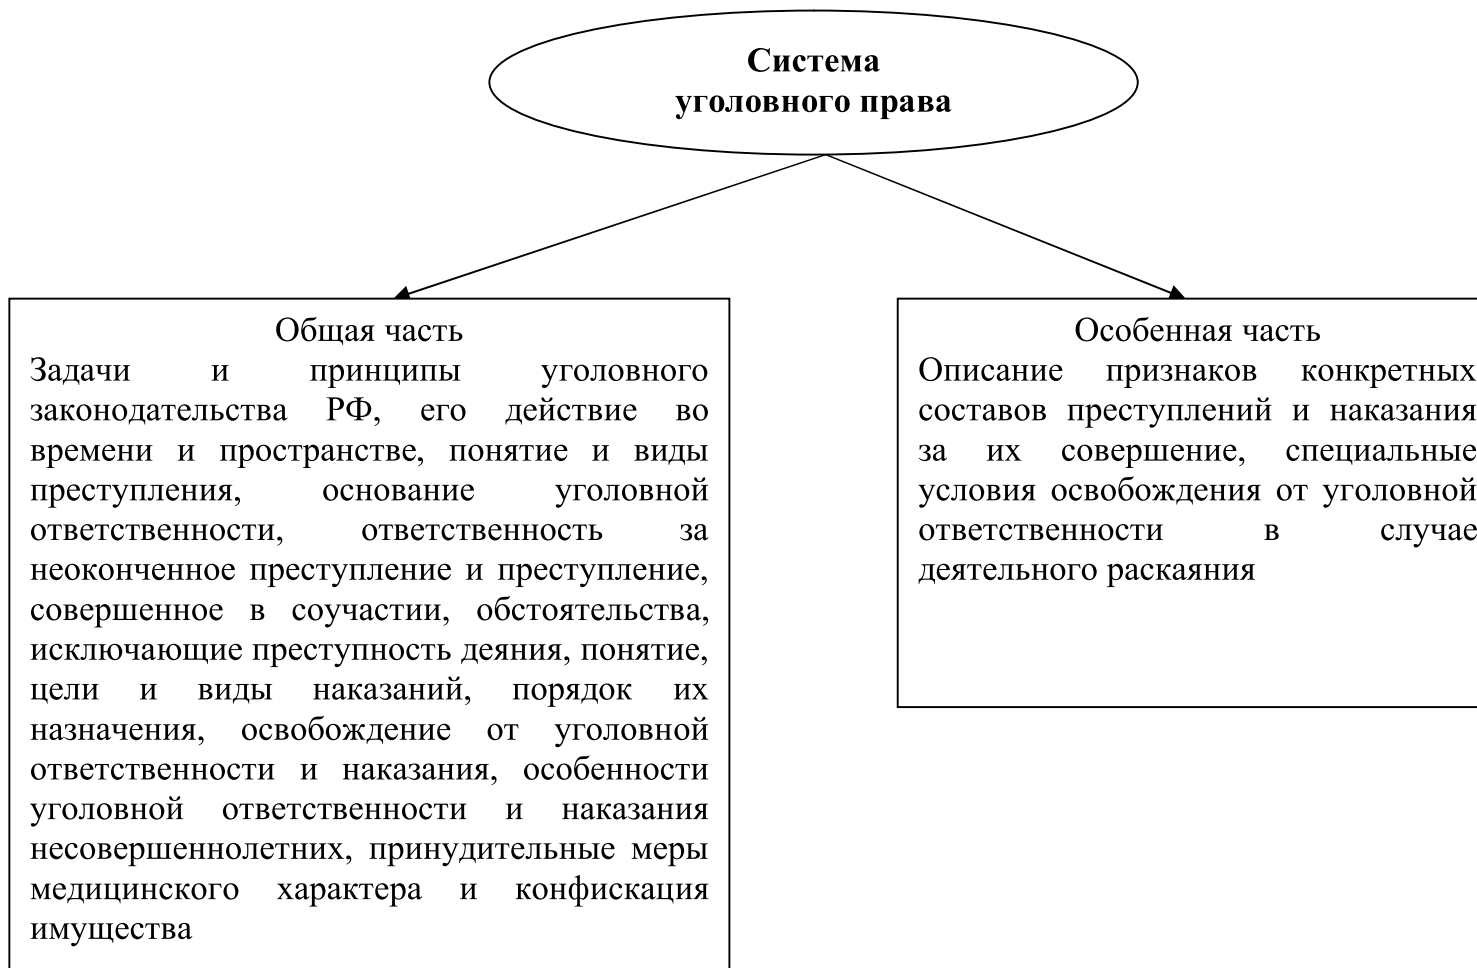 Система
уголовного права
Общая часть
Задачи и принципы уголовного
законодательства РФ, его действие во
времени и пространстве, понятие и виды
преступления, основание уголовной
ответственности, ответственность за
неоконченное преступление и преступление,
совершенное в соучастии, обстоятельства,
исключающие преступность деяния, понятие,
цели и виды наказаний, порядок их
назначения, освобождение от уголовной
ответственности и наказания, особенности
уголовной ответственности и наказания
несовершеннолетних, принудительные меры
медицинского характера и конфискация
имущества
Особенная часть
Описание признаков конкретных
составов преступлений и наказания
за их совершение, специальные
условия освобождения от уголовной
ответственности в случае
деятельного раскаяния